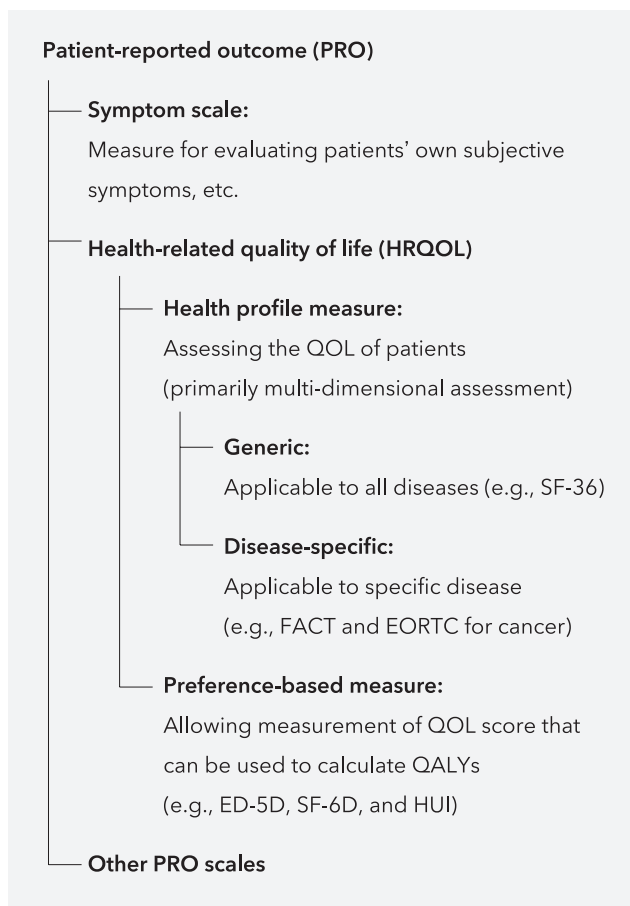 Patient-reported outcome (PRO)
Symptom scale:
Measure for evaluating patients’ own subjective
symptoms, etc.
Health-related quality of life (HRQOL)
Health profile measure:
Assessing the QOL of patients
(primarily multi-dimensional assessment)
Generic:
Applicable to all diseases (e.g., SF-36)
Disease-specific:
Applicable to specific disease
(e.g., FACT and EORTC for cancer)
Preference-based measure:
Allowing measurement of QOL score that
can be used to calculate QALYs
(e.g., ED-5D, SF-6D, and HUI)
Other PRO scales